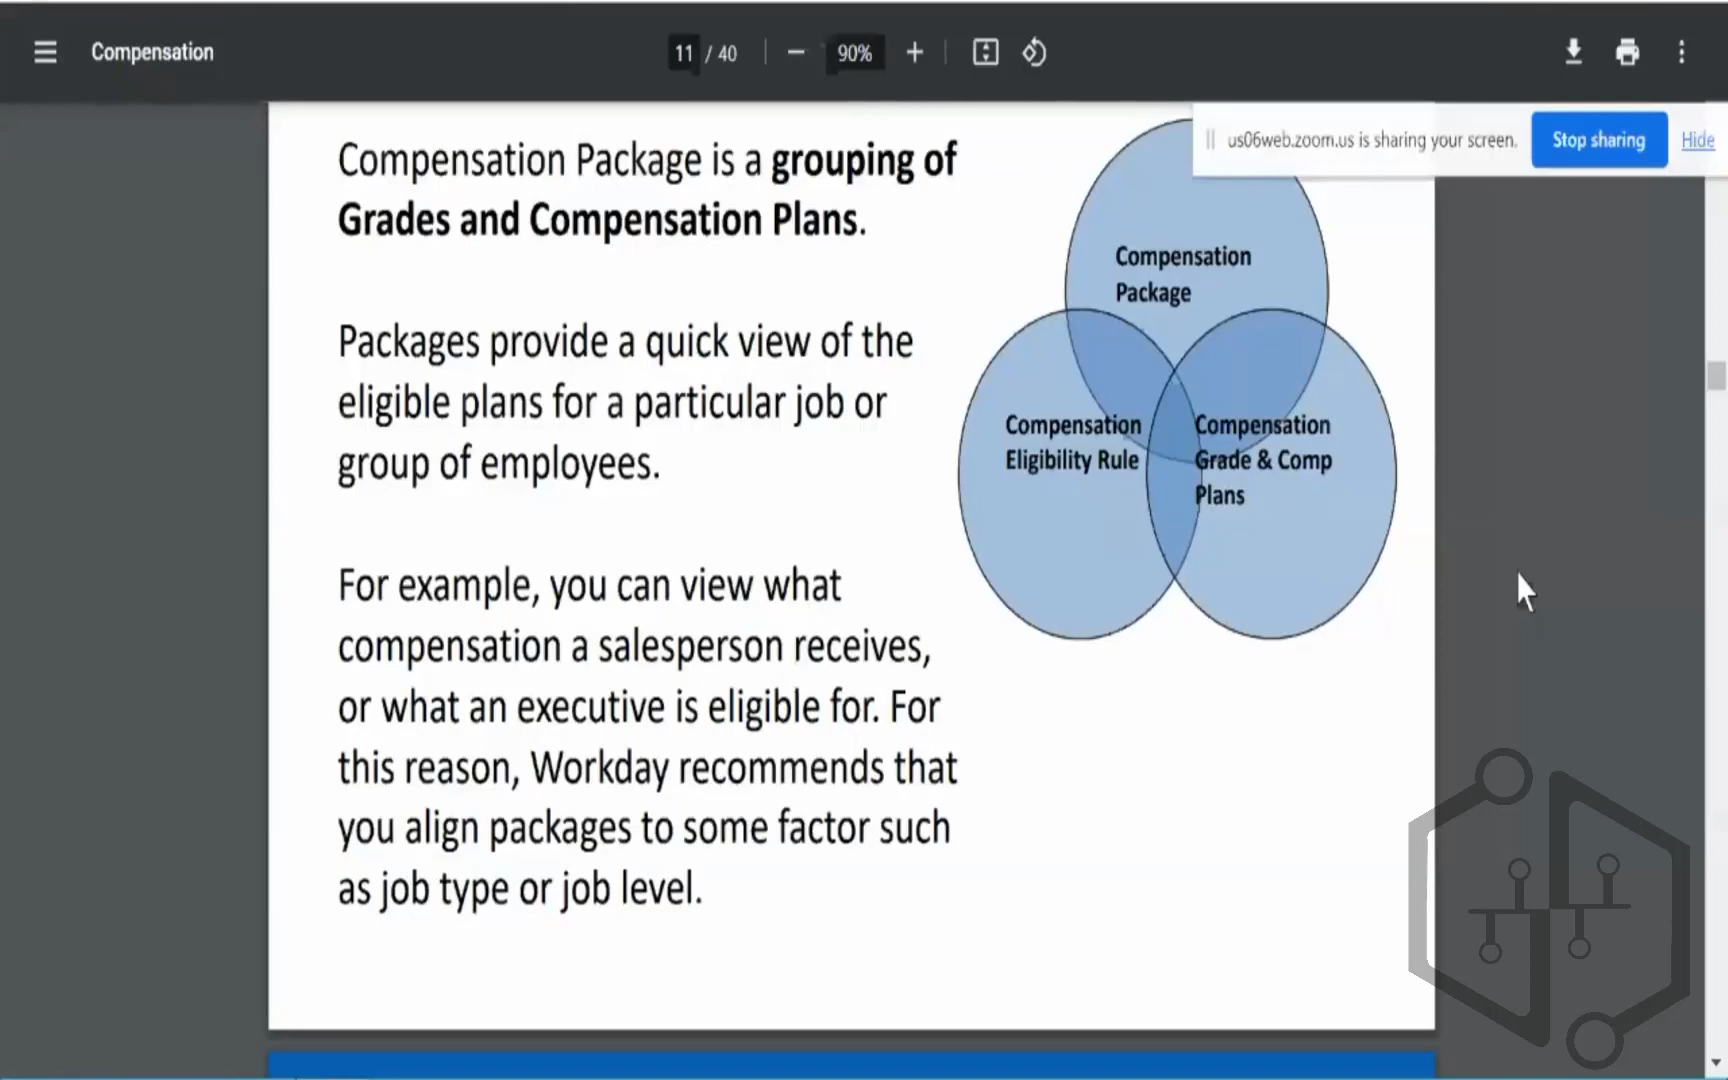 Compensation
11 / 40
90%
us06web.zoom.us is sharing your screen.
Stop sharing
Hide
Compensation Package is a grouping of
Grades and Compensation Plans.
Packages provide a quick view of the
eligible plans for a particular job or
group of employees.
For example, you can view what
compensation a salesperson receives,
or what an executive is eligible for. For
this reason, Workday recommends that
you align packages to some factor such
as job type or job level.
Compensation
Package
Compensation
Eligibility Rule
Compensation
Grade & Comp
Plans